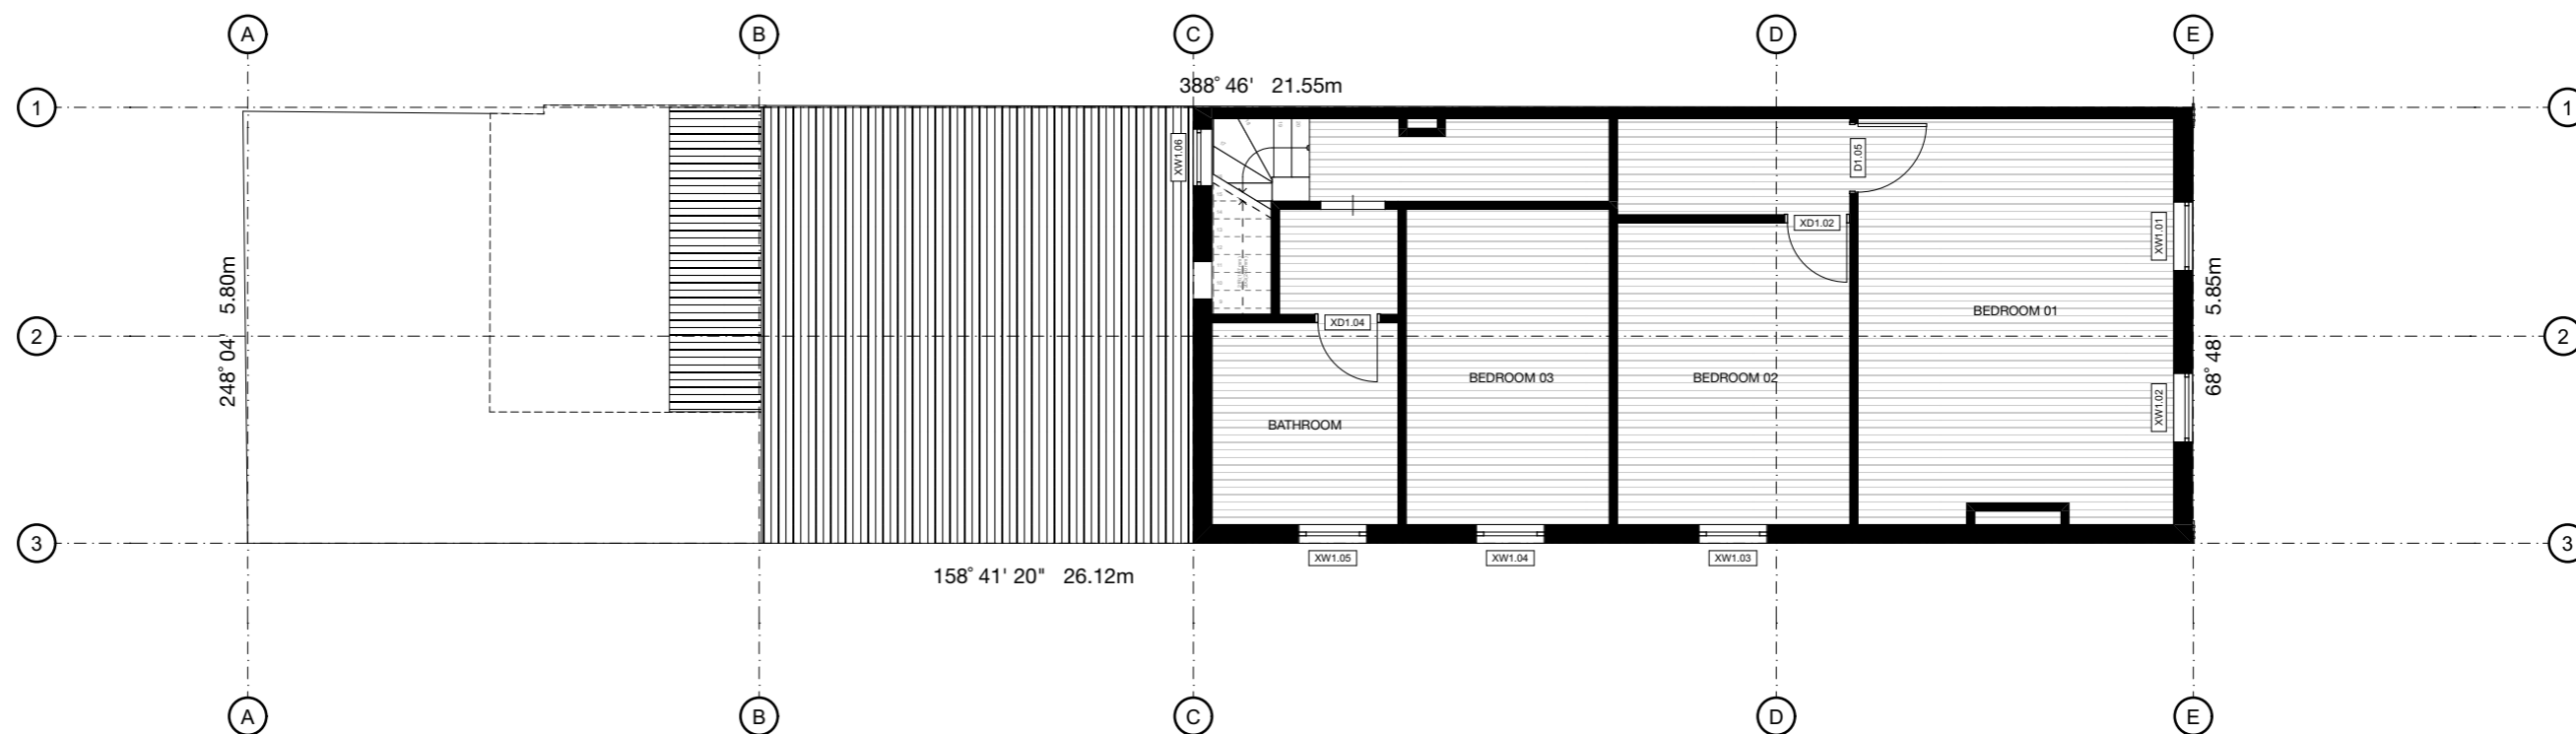 A B C D E
388° 46' 21.55m
1 1
XW1.06
D1.05
XD1.02
XW1.01
248° 04' 5.80m
68° 48' 5.85m
BEDROOM 01
XD1.04
2 2
BEDROOM 03
BEDROOM 02
XW1.02
BATHROOM
3 3
XW1.05
XW1.04
XW1.03
158° 41' 20" 26.12m
A B C D E